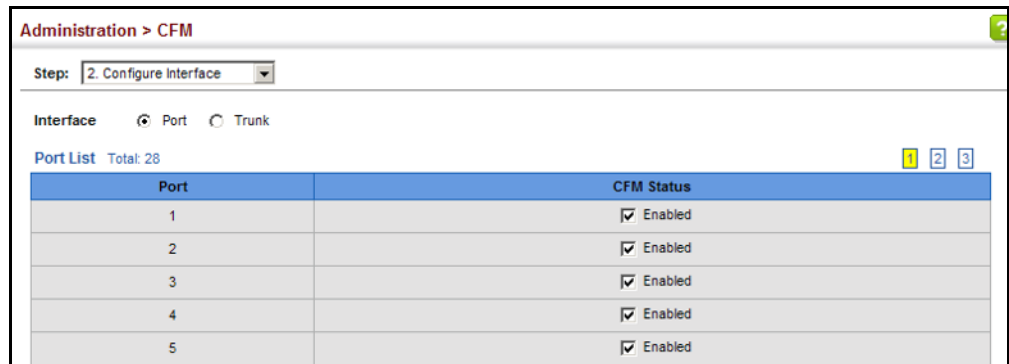 Administration > CFM
?
Step: 2. Configure Interface
Interface Port Trunk
Port List Total: 28 1 2 3
Port CFM Status
1 Enabled
2 Enabled
3 Enabled
4 Enabled
5 Enabled